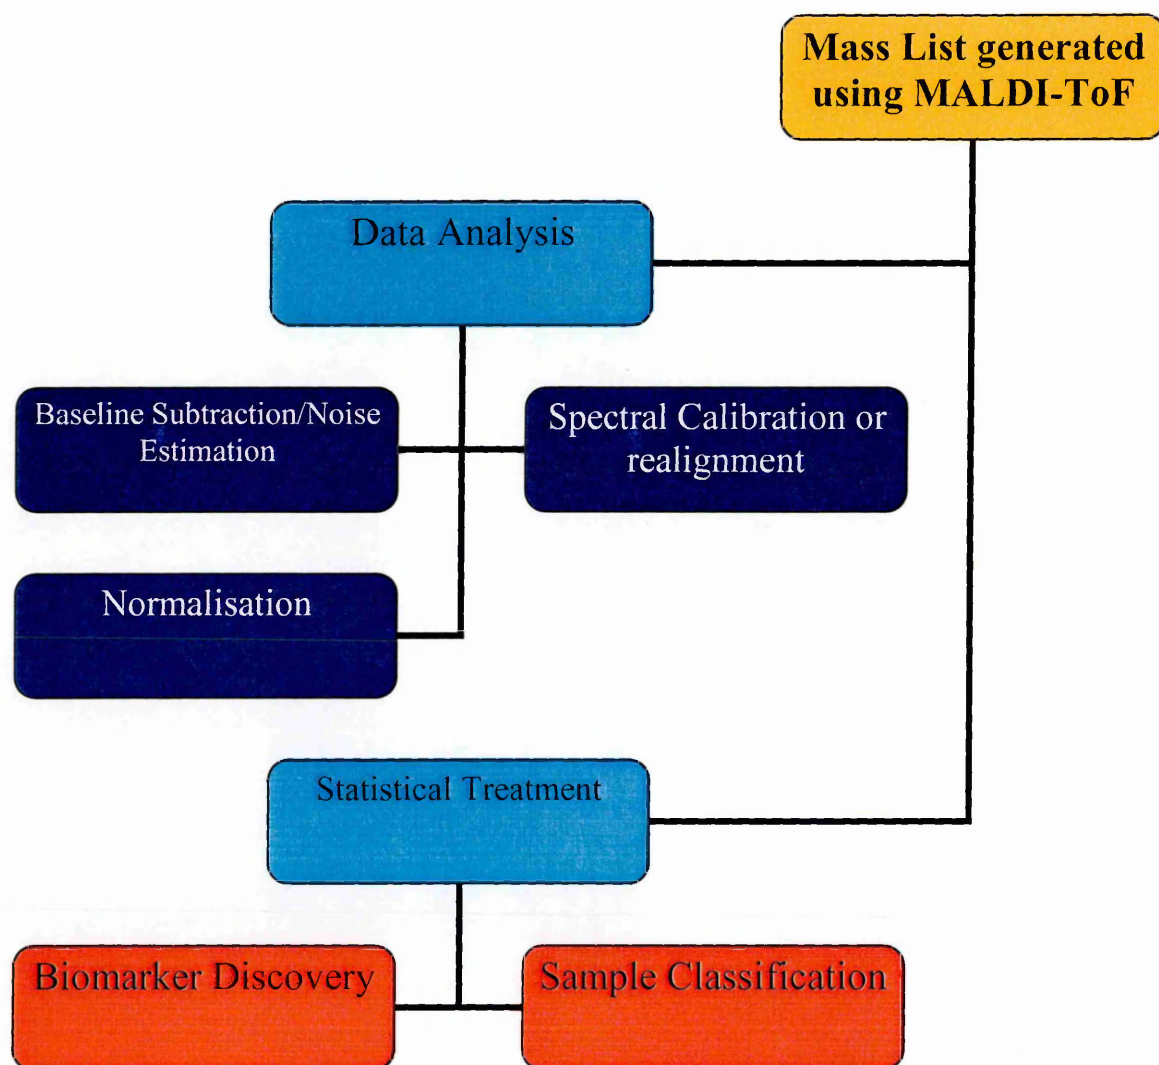 Mass List generated
using MALDI-ToF
Data Analysis
Baseline Subtraction/Noise
Estimation
Spectral Calibration or
realignment
Normalisation
Statistical Treatment
Biomarker Discovery
Sample Classification